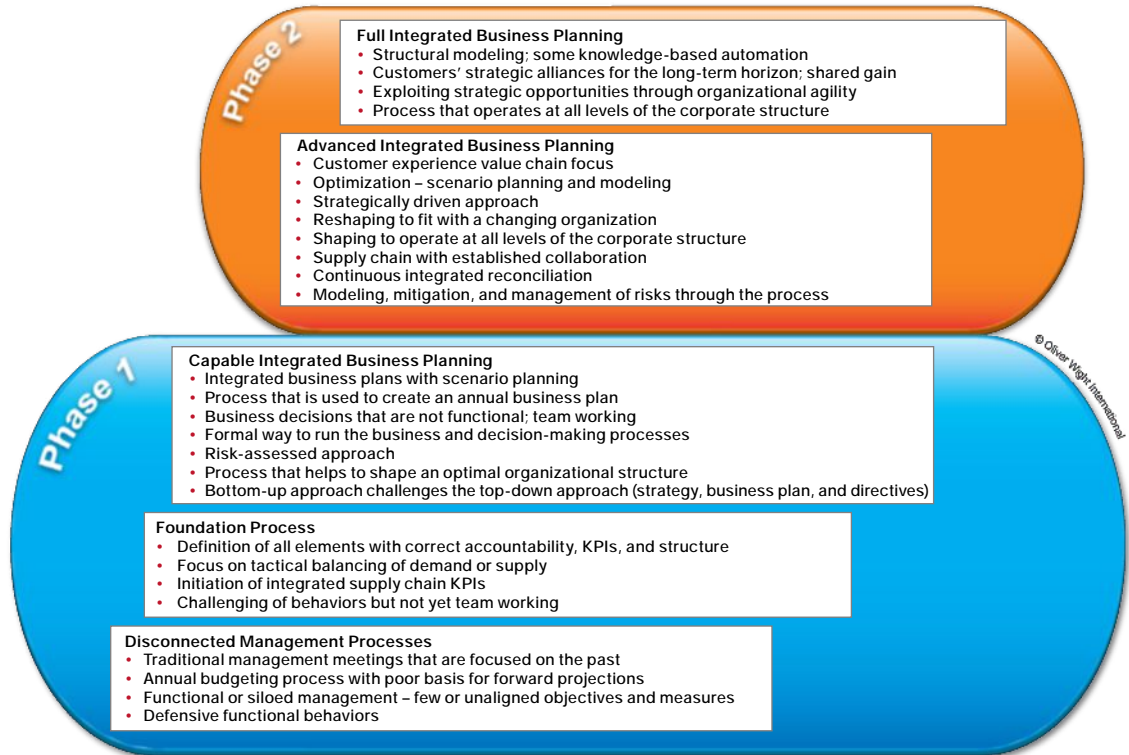 Phase 2
Full Integrated Business Planning
• Structural modeling; some knowledge-based automation
• Customers' strategic alliances for the long-term horizon; shared gain
• Exploiting strategic opportunities through organizational agility
• Process that operates at all levels of the corporate structure
Advanced Integrated Business Planning
• Customer experience value chain focus
• Optimization – scenario planning and modeling
• Strategically driven approach
• Reshaping to fit with a changing organization
• Shaping to operate at all levels of the corporate structure
• Supply chain with established collaboration
• Continuous integrated reconciliation
• Modeling, mitigation, and management of risks through the process
Phase 1
Capable Integrated Business Planning
• Integrated business plans with scenario planning
• Process that is used to create an annual business plan
• Business decisions that are not functional; team working
• Formal way to run the business and decision-making processes
• Risk-assessed approach
• Process that helps to shape an optimal organizational structure
• Bottom-up approach challenges the top-down approach (strategy, business plan, and directives)
© Oliver Wight International
Foundation Process
• Definition of all elements with correct accountability, KPIs, and structure
• Focus on tactical balancing of demand or supply
• Initiation of integrated supply chain KPIs
• Challenging of behaviors but not yet team working
Disconnected Management Processes
• Traditional management meetings that are focused on the past
• Annual budgeting process with poor basis for forward projections
• Functional or siloed management – few or unaligned objectives and measures
• Defensive functional behaviors